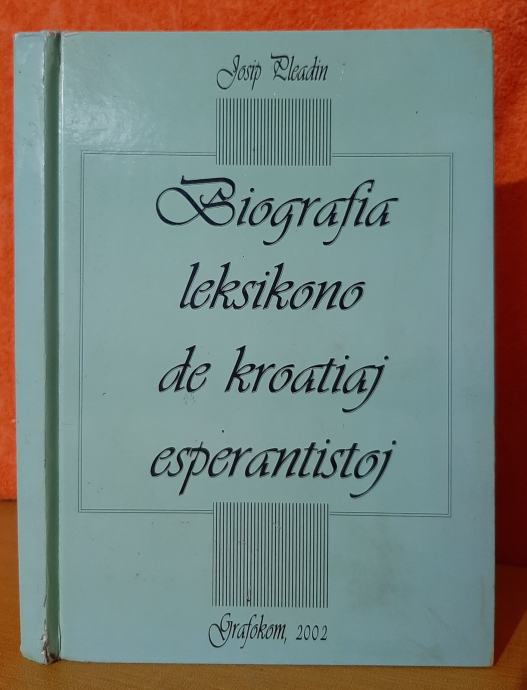 Josip Pleadin
Biografia
leksikono
de kroatiaj
esperantistoj
Grafokom, 2002